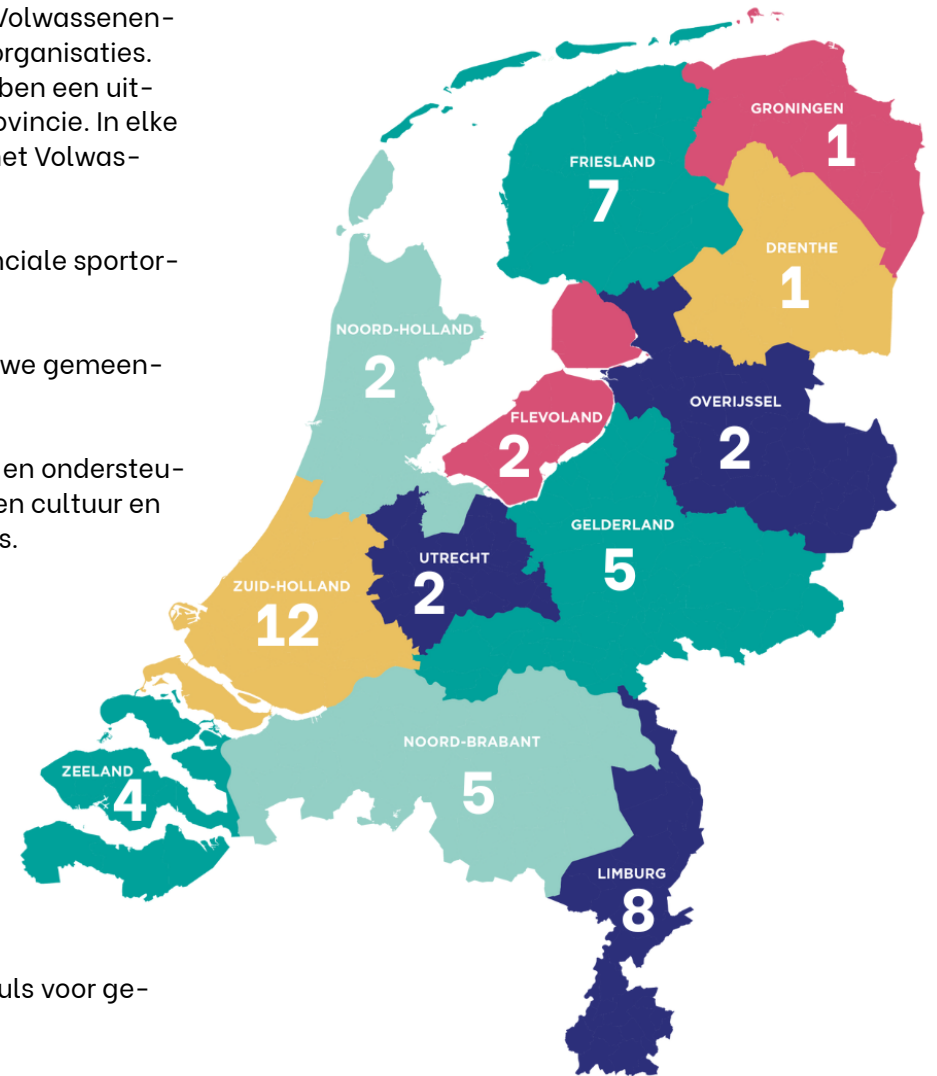 Volwassenen-
organisaties.
ben een uit-
ovincie. In elke
net Volwas-
nciale sportor-
we gemeen-
en ondersteu-
en cultuur en
s.
uls voor ge-
GRONINGEN
1
FRIESLAND
7
DRENTHE
1
NOORD-HOLLAND
2
OVERIJSSEL
2
FLEVOLAND
2
GELDERLAND
5
UTRECHT
2
ZUID-HOLLAND
12
NOORD-BRABANT
5
ZEELAND
4
LIMBURG
8